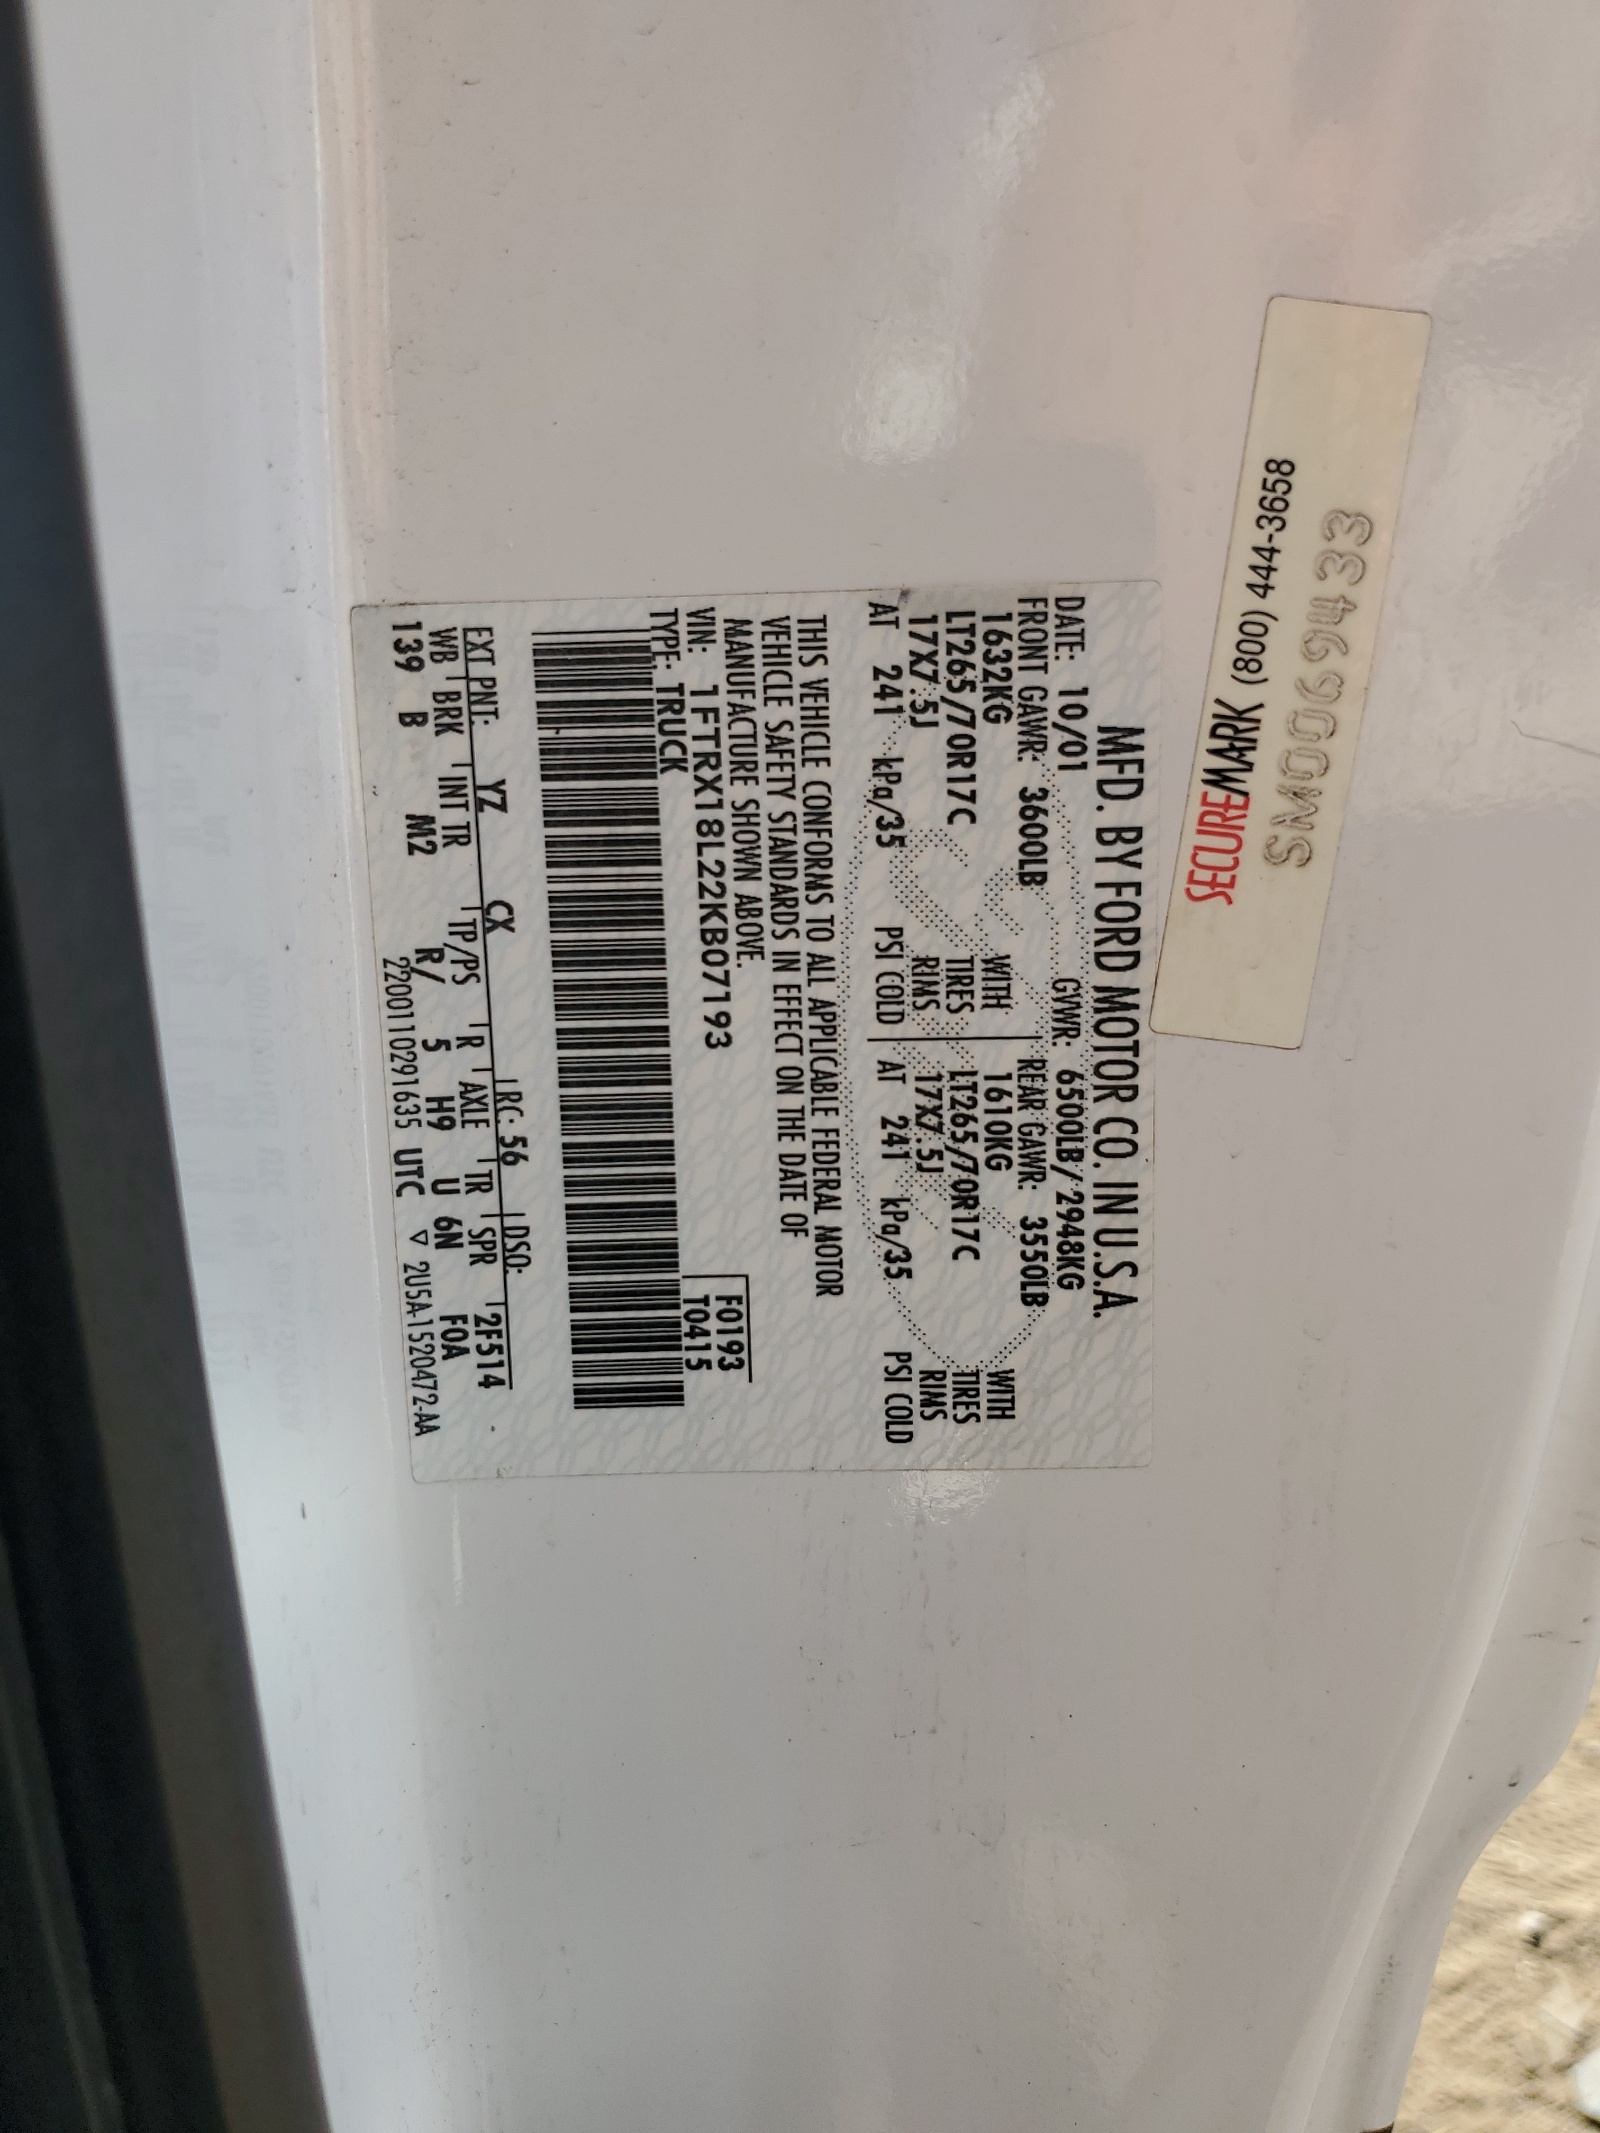 SNW0069433
SECUREMARK (800) 444-3658
MFD. BY FORD MOTOR CO. IN U.S.A.
DATE: 10/01 GVWR: 6500LB/2948KG
FRONT GAWR: 3600LB REAR GAWR: 3550LB
1632KG WITH 1610KG WITH
LT265/70R17C TIRES LT265/70R17C TIRES
17X7.5J RIMS 17X7.5J RIMS
AT 241 kPa/35 PSI COLD AT 241 kPa/35 PSI COLD
THIS VEHICLE CONFORMS TO ALL APPLICABLE FEDERAL MOTOR
VEHICLE SAFETY STANDARDS IN EFFECT ON THE DATE OF
MANUFACTURE SHOWN ABOVE.
VIN: 1FTRX18L22KB07193 F0193
TYPE: TRUCK T0415
EXT PNT: YZ CX RC: 56 DSO:
WB BRK INT TR TP/PS R AXLE TR SPR 2F514
139 B M2 R/ 5 H9 U 6N F0A
22001102916​35 UTC ▽ 2U5A-1520472-AA